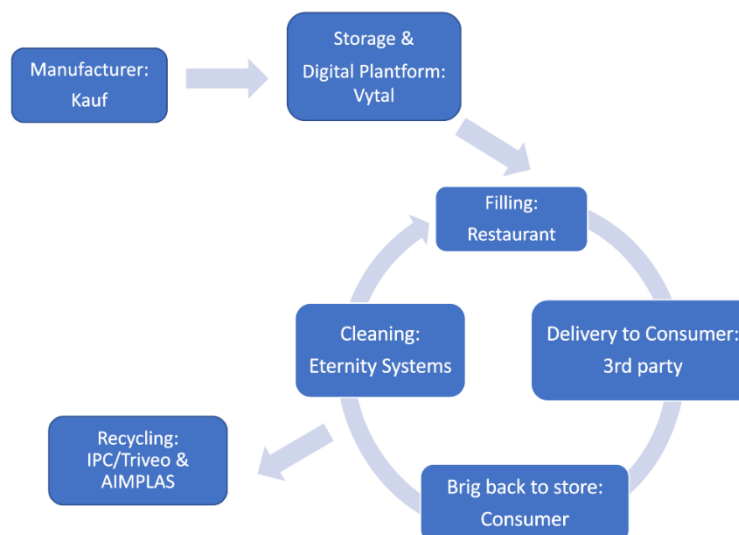 Manufacturer:
Kauf
Storage &
Digital Plantform:
Vytal
Filling:
Restaurant
Delivery to Consumer:
3rd party
Brig back to store:
Consumer
Cleaning:
Eternity Systems
Recycling:
IPC/Triveo &
AIMPLAS